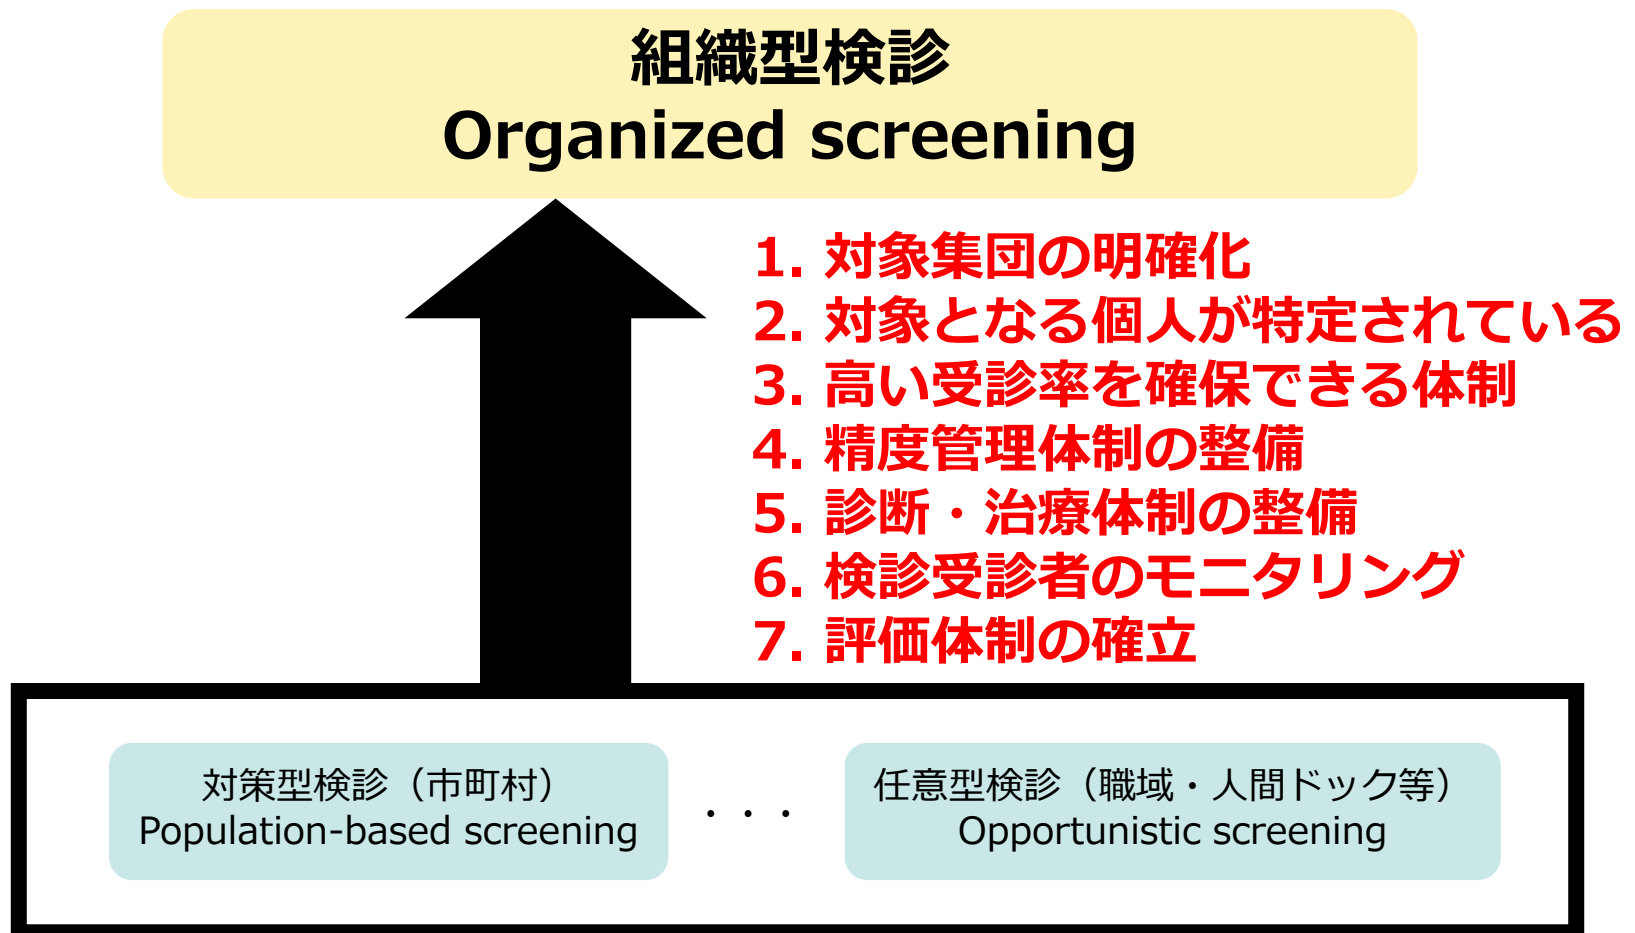 組織型検診
Organized screening
1. 対象集団の明確化
2. 対象となる個人が特定されている
3. 高い受診率を確保できる体制
4. 精度管理体制の整備
5. 診断・治療体制の整備
6. 検診受診者のモニタリング
7. 評価体制の確立
対策型検診（市町村）
Population-based screening
・・・
任意型検診（職域・人間ドック等）
Opportunistic screening